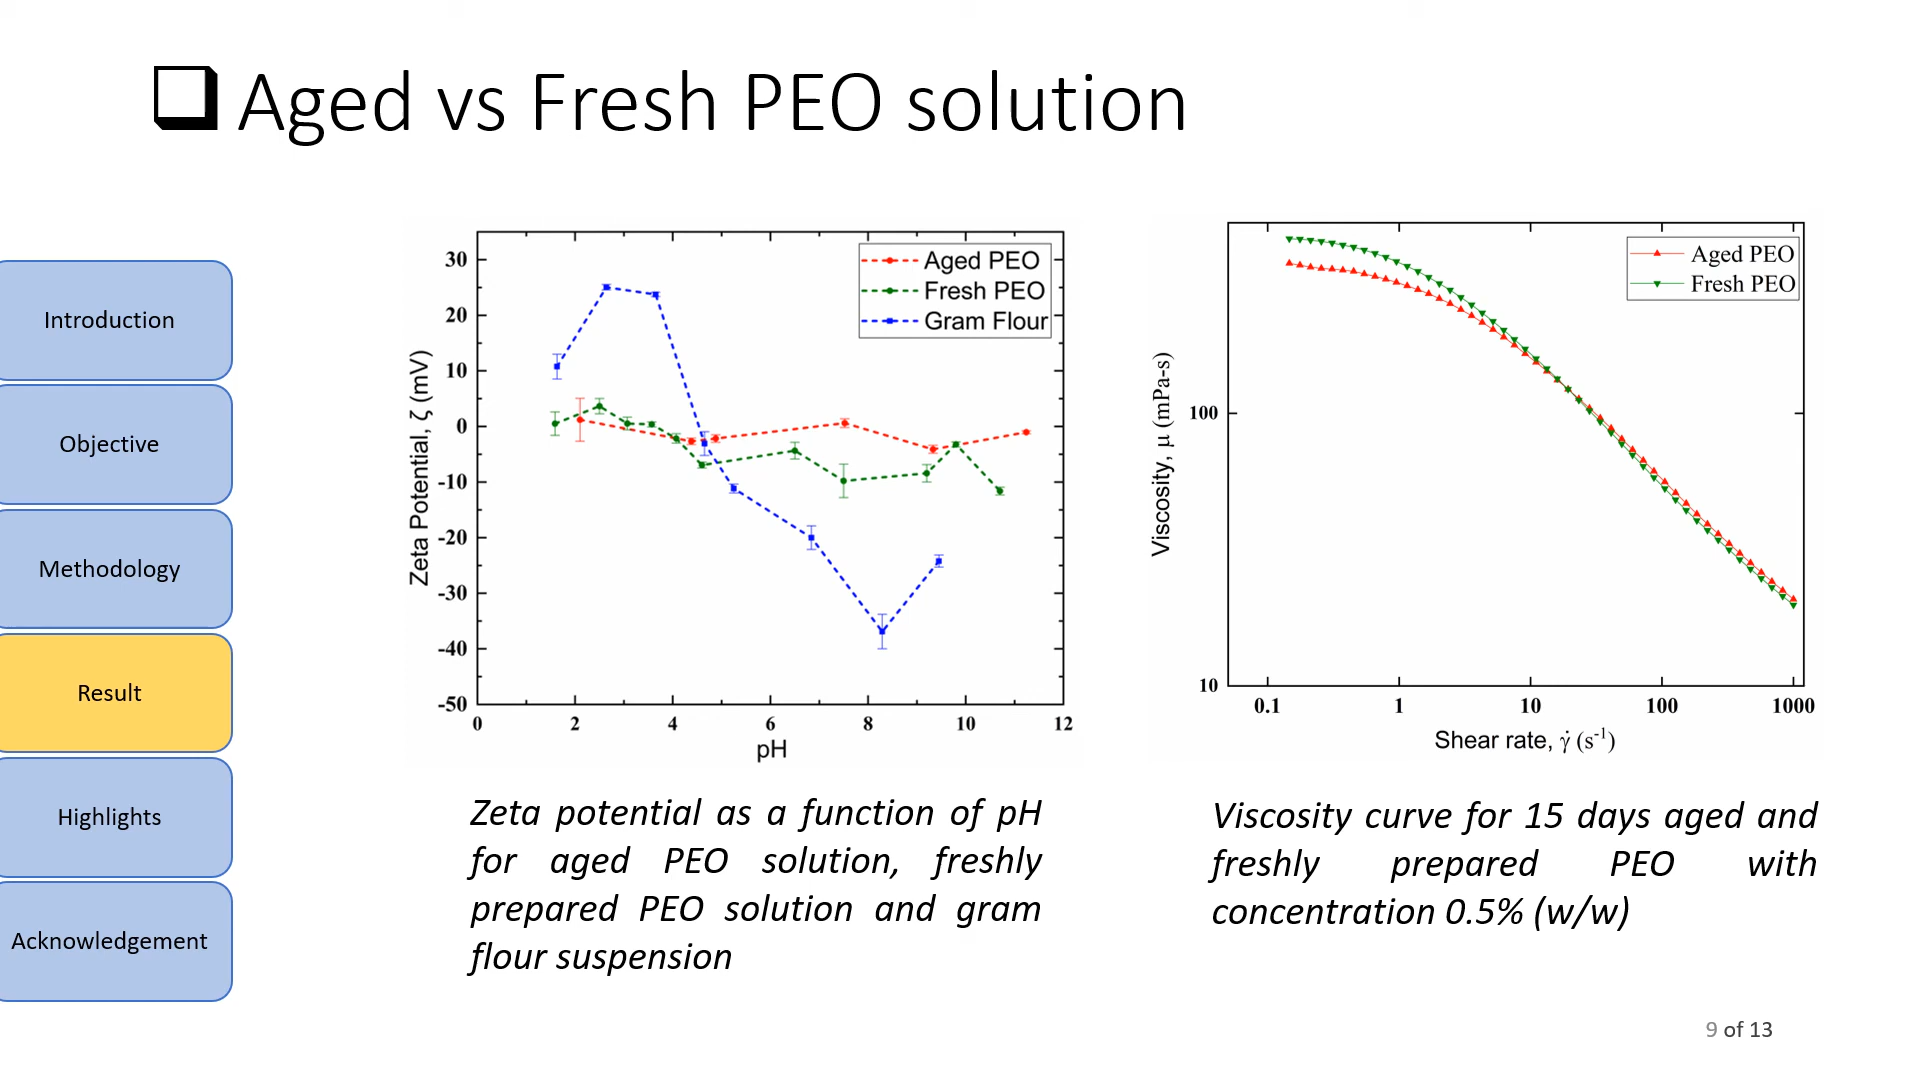 Aged vs Fresh PEO solution
Introduction
Objective
Methodology
Result
Highlights
Acknowledgement
Aged PEO
Fresh PEO
Gram Flour
30
20
10
0
-10
-20
-30
-40
-50
Zeta Potential, ζ (mV)
0 2 4 6 8 10 12
pH
Zeta potential as a function of pH
for aged PEO solution, freshly
prepared PEO solution and gram
flour suspension
Aged PEO
Fresh PEO
100
10
Viscosity, μ (mPa-s)
0.1 1 10 100 1000
Shear rate, γ̇ (s⁻¹)
Viscosity curve for 15 days aged and
freshly prepared PEO with
concentration 0.5% (w/w)
9 of 13